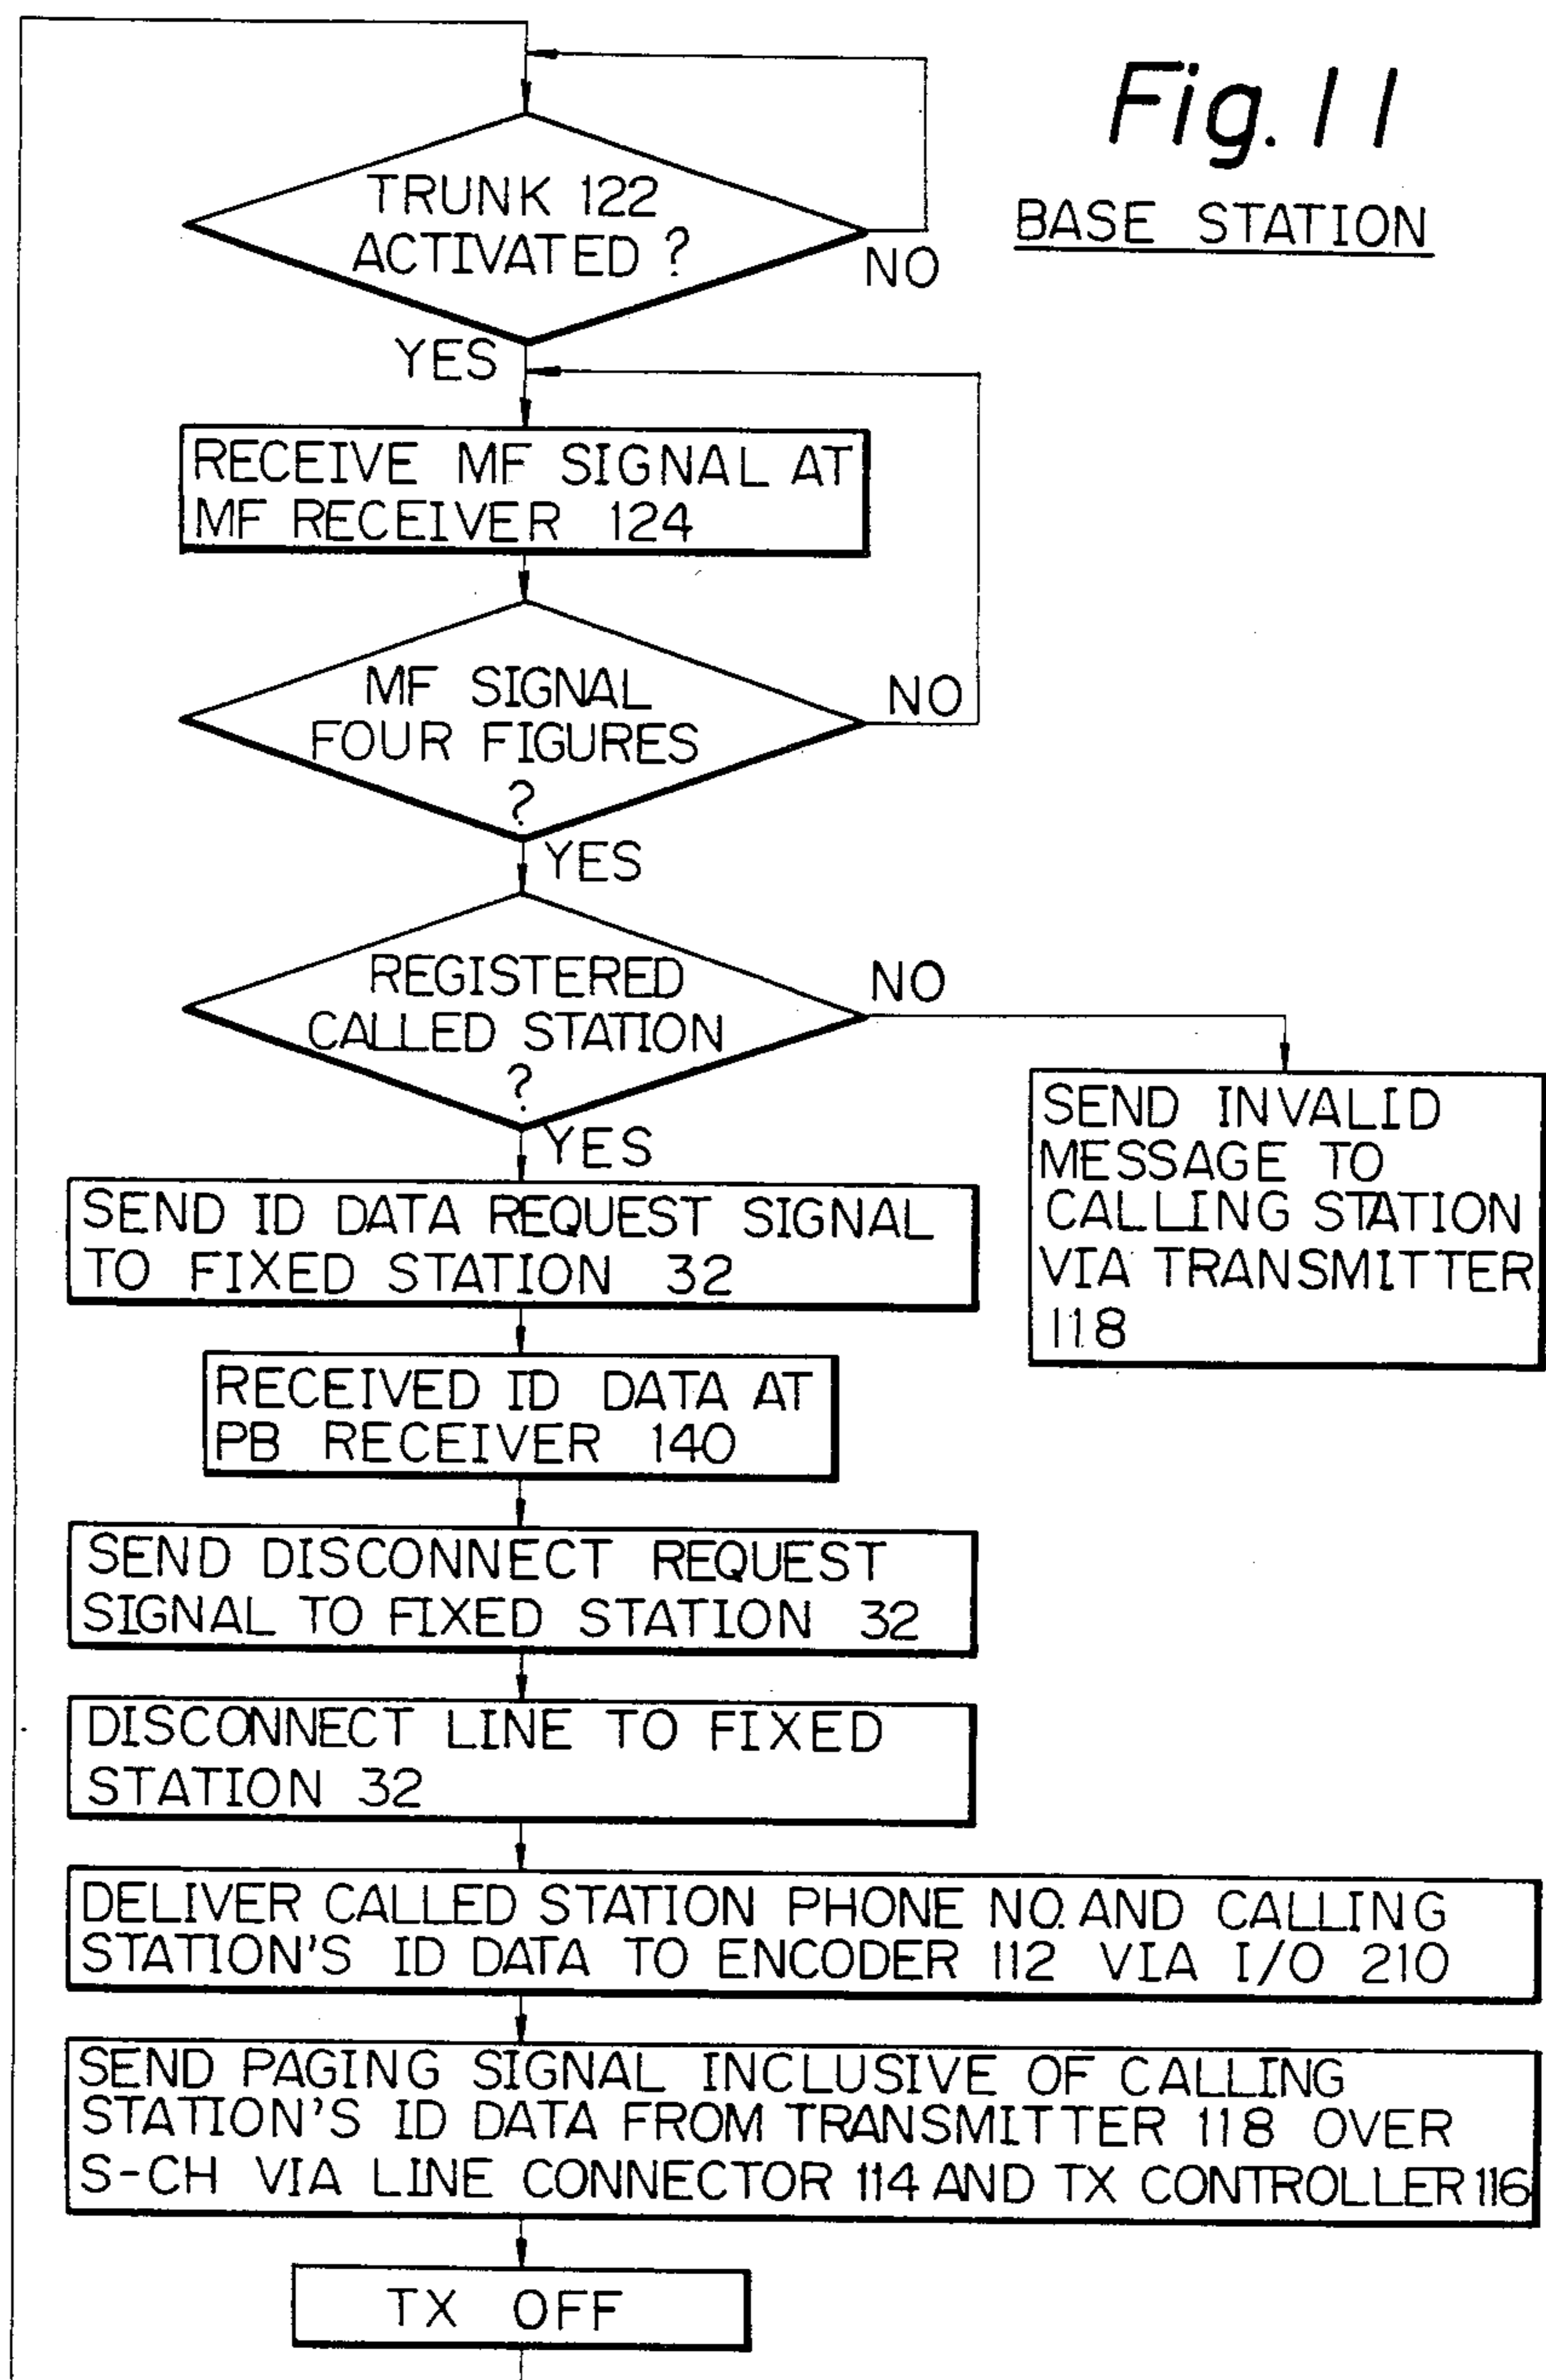 Fig. 11
BASE STATION
TRUNK 122
ACTIVATED ?
NO
YES
RECEIVE MF SIGNAL AT
MF RECEIVER 124
MF SIGNAL
FOUR FIGURES
?
NO
YES
REGISTERED
CALLED STATION
?
NO
YES
SEND INVALID
MESSAGE TO
CALLING STATION
VIA TRANSMITTER
118
SEND ID DATA REQUEST SIGNAL
TO FIXED STATION 32
RECEIVED ID DATA AT
PB RECEIVER 140
SEND DISCONNECT REQUEST
SIGNAL TO FIXED STATION 32
DISCONNECT LINE TO FIXED
STATION 32
DELIVER CALLED STATION PHONE NO. AND CALLING
STATION'S ID DATA TO ENCODER 112 VIA I/O 210
SEND PAGING SIGNAL INCLUSIVE OF CALLING
STATION'S ID DATA FROM TRANSMITTER 118 OVER
S-CH VIA LINE CONNECTOR 114 AND TX CONTROLLER 116
TX OFF